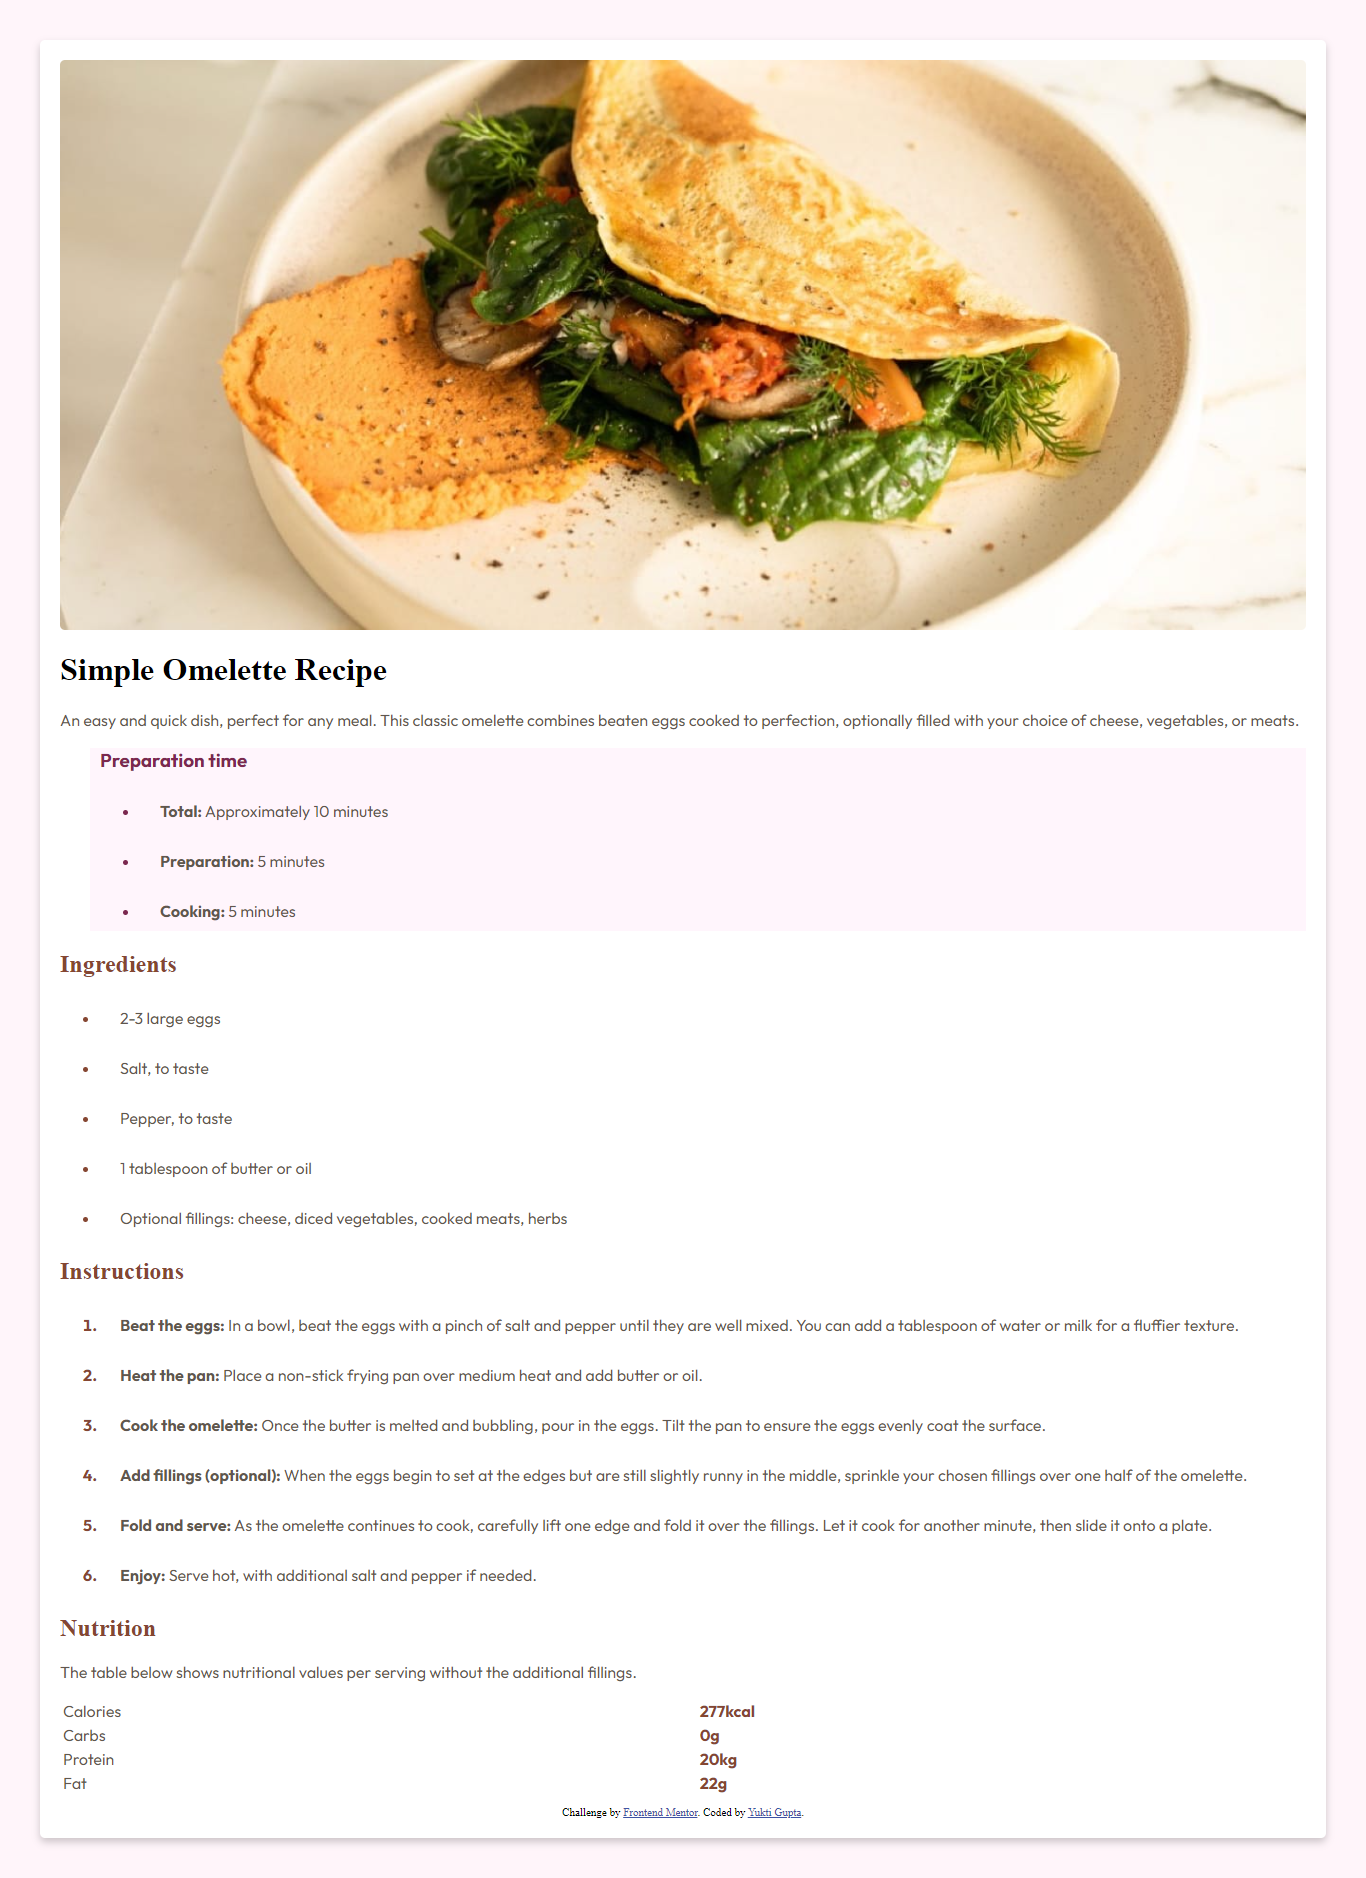 Simple Omelette Recipe
An easy and quick dish, perfect for any meal. This classic omelette combines beaten eggs cooked to perfection, optionally filled with your choice of cheese, vegetables, or meats.
Preparation time
• Total: Approximately 10 minutes
• Preparation: 5 minutes
• Cooking: 5 minutes
Ingredients
• 2-3 large eggs
• Salt, to taste
• Pepper, to taste
• 1 tablespoon of butter or oil
• Optional fillings: cheese, diced vegetables, cooked meats, herbs
Instructions
1. Beat the eggs: In a bowl, beat the eggs with a pinch of salt and pepper until they are well mixed. You can add a tablespoon of water or milk for a fluffier texture.
2. Heat the pan: Place a non-stick frying pan over medium heat and add butter or oil.
3. Cook the omelette: Once the butter is melted and bubbling, pour in the eggs. Tilt the pan to ensure the eggs evenly coat the surface.
4. Add fillings (optional): When the eggs begin to set at the edges but are still slightly runny in the middle, sprinkle your chosen fillings over one half of the omelette.
5. Fold and serve: As the omelette continues to cook, carefully lift one edge and fold it over the fillings. Let it cook for another minute, then slide it onto a plate.
6. Enjoy: Serve hot, with additional salt and pepper if needed.
Nutrition
The table below shows nutritional values per serving without the additional fillings.
Calories 277kcal
Carbs 0g
Protein 20kg
Fat 22g
Challenge by Frontend Mentor. Coded by Yukti Gupta.